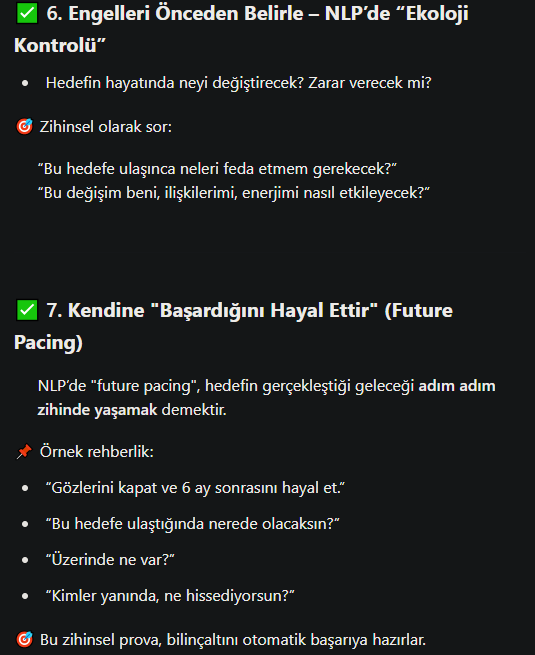 ✅ 6. Engelleri Önceden Belirle – NLP’de “Ekoloji
Kontrolü”
• Hedefin hayatında neyi değiştirecek? Zarar verecek mi?
🎯 Zihinsel olarak sor:
“Bu hedefe ulaşınca neleri feda etmem gerekecek?”
“Bu değişim beni, ilişkilerimi, enerjimi nasıl etkileyecek?”
✅ 7. Kendine "Başardığını Hayal Ettir" (Future
Pacing)
NLP’de "future pacing", hedefin gerçekleştiği geleceği adım adım
zihinde yaşamak demektir.
📌 Örnek rehberlik:
• “Gözlerini kapat ve 6 ay sonrasını hayal et.”
• “Bu hedefe ulaştığında nerede olacaksın?”
• “Üzerinde ne var?”
• “Kimler yanında, ne hissediyorsun?”
🎯 Bu zihinsel prova, bilinçaltını otomatik başarıya hazırlar.